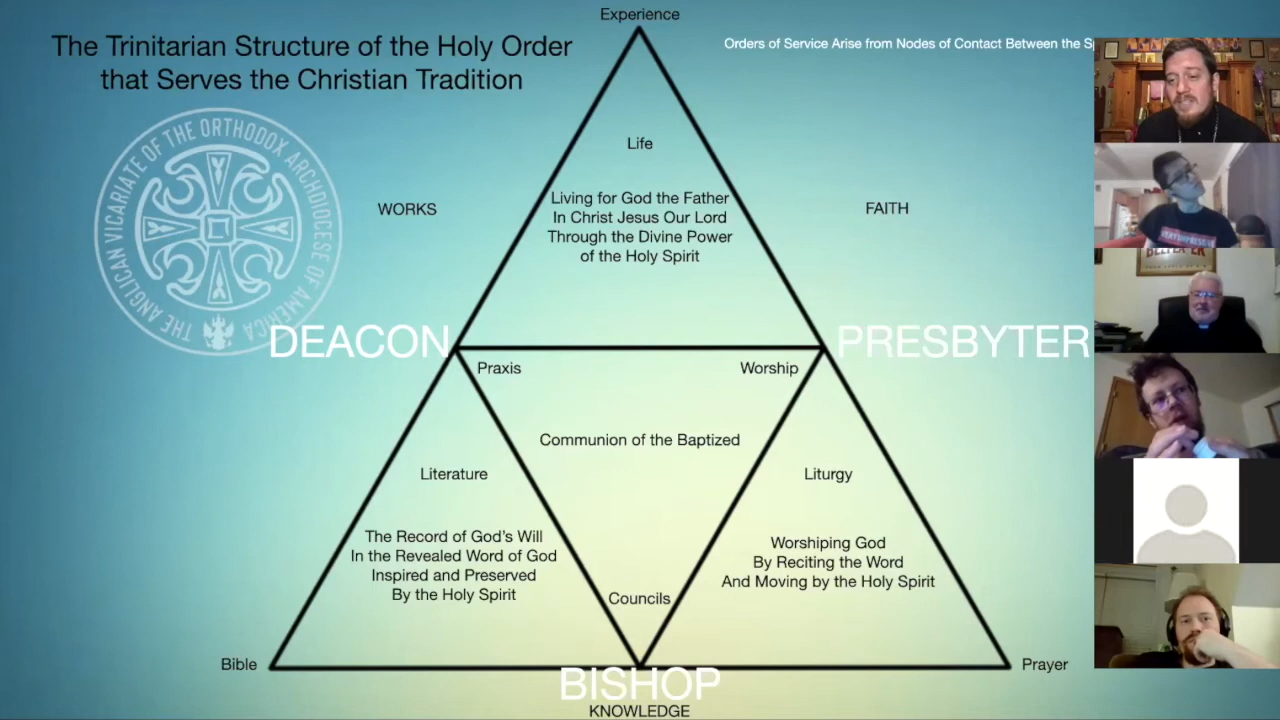 Experience
The Trinitarian Structure of the Holy Order
that Serves the Christian Tradition
Orders of Service Arise from Nodes of Contact Between the S
THE ANGLICAN VICARIATE OF THE ORTHODOX ARCHDIOCESE OF AMERICA
Life
WORKS
Living for God the Father
In Christ Jesus Our Lord
Through the Divine Power
of the Holy Spirit
FAITH
DEACON
PRESBYTER
Praxis
Worship
Communion of the Baptized
Literature
Liturgy
The Record of God's Will
In the Revealed Word of God
Inspired and Preserved
By the Holy Spirit
Worshiping God
By Reciting the Word
And Moving by the Holy Spirit
Councils
Bible
BISHOP
Prayer
KNOWLEDGE